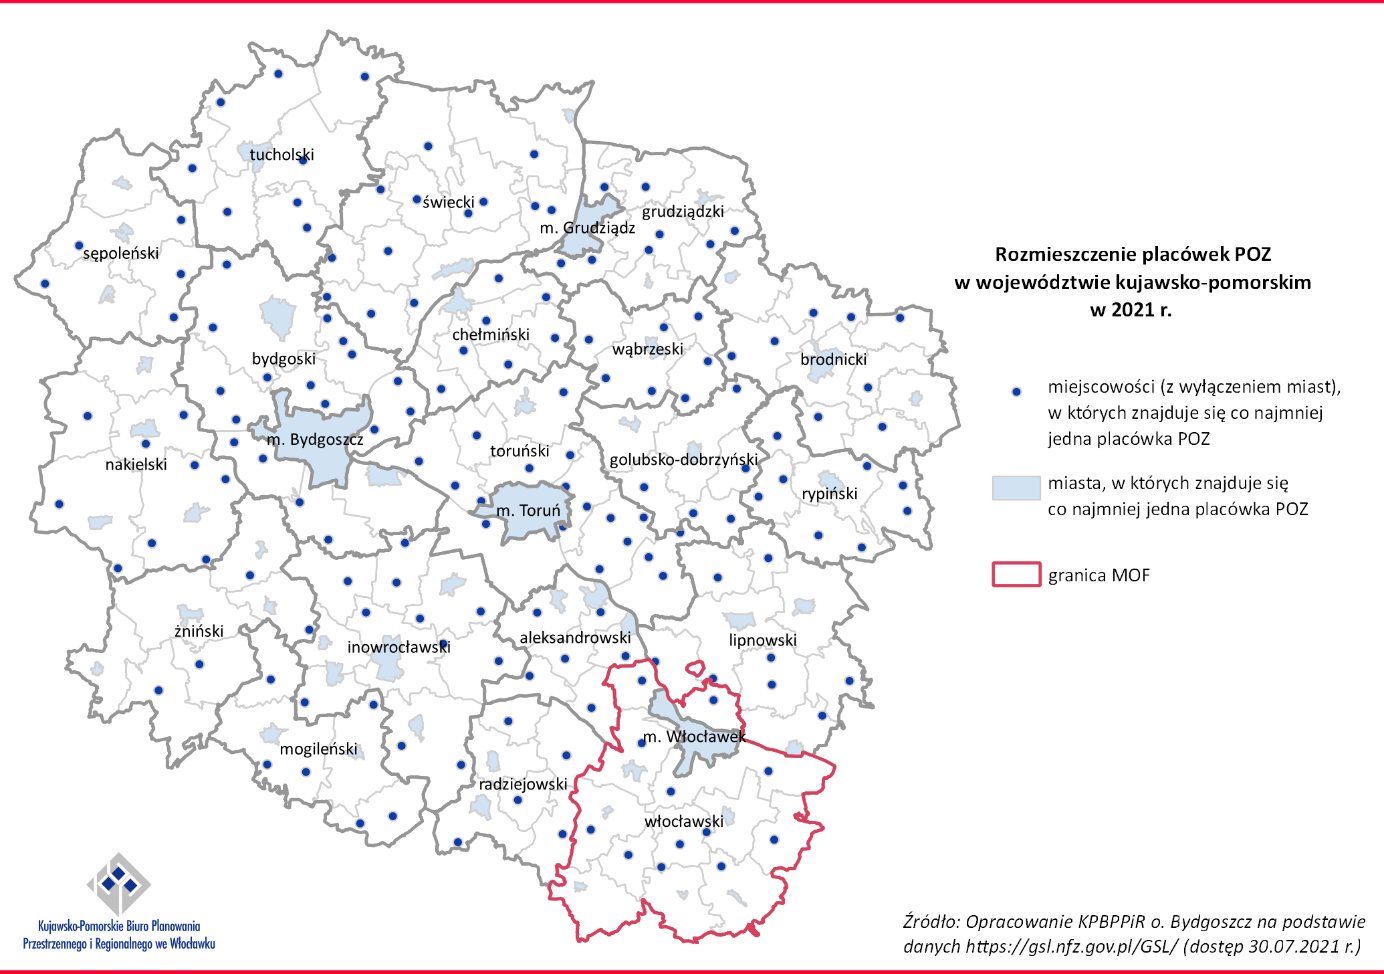 tucholski
świecki
m. Grudziądz
grudziądzki
sępoleński
Rozmieszczenie placówek POZ
w województwie kujawsko-pomorskim
w 2021 r.
chełmiński
wąbrzeski
bydgoski
brodnicki
miejscowości (z wyłączeniem miast),
w których znajduje się co najmniej
jedna placówka POZ
m. Bydgoszcz
nakielski
toruński
golubsko-dobrzyński
rypiński
miasta, w których znajduje się
co najmniej jedna placówka POZ
m. Toruń
granica MOF
żniński
inowrocławski
aleksandrowski
lipnowski
mogileński
m. Włocławek
radziejowski
włocławski
Kujawsko-Pomorskie Biuro Planowania
Przestrzennego i Regionalnego we Włocławku
Źródło: Opracowanie KPBPPiR o. Bydgoszcz na podstawie
danych https://gsl.nfz.gov.pl/GSL/ (dostęp 30.07.2021 r.)